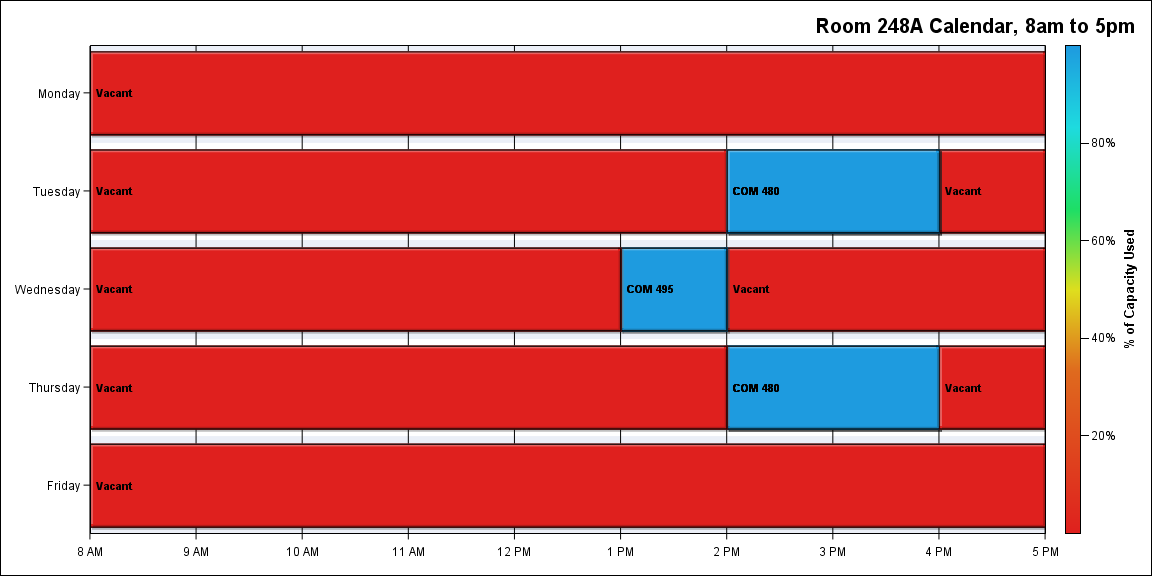 Room 248A Calendar, 8am to 5pm
Monday
Vacant
Tuesday
Vacant
COM 480
Vacant
Wednesday
Vacant
COM 495
Vacant
Thursday
Vacant
COM 480
Vacant
Friday
Vacant
8 AM
9 AM
10 AM
11 AM
12 PM
1 PM
2 PM
3 PM
4 PM
5 PM
80%
60%
40%
20%
% of Capacity Used